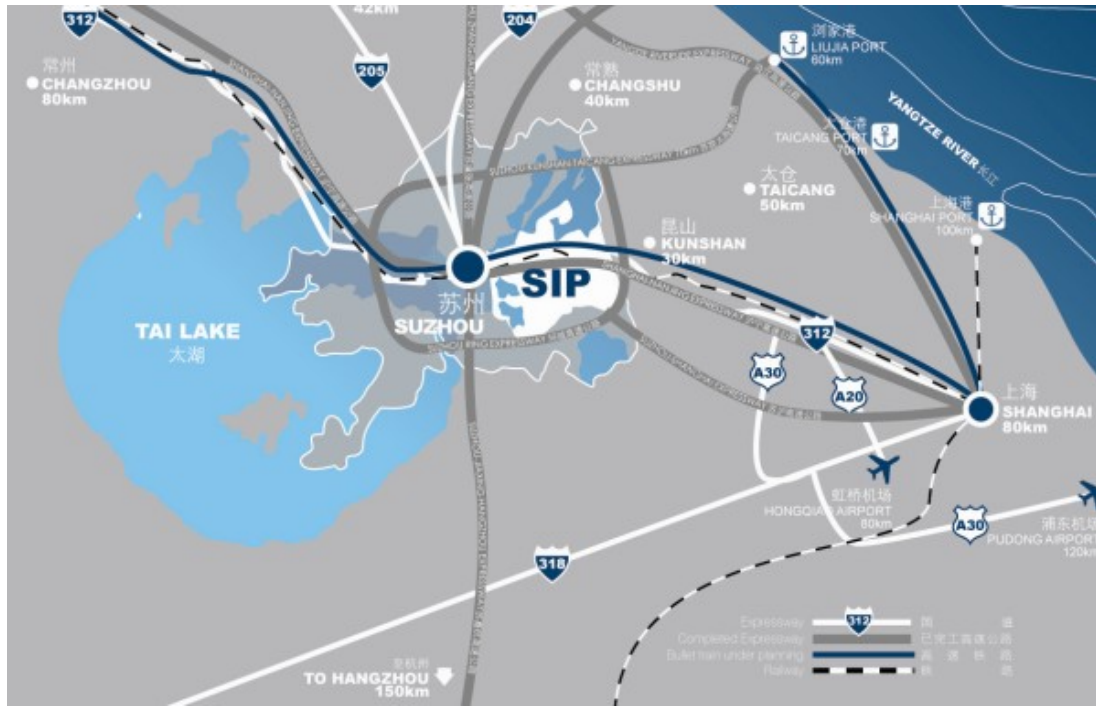 312
42km
204
205
常州
CHANGZHOU
80km
常熟
CHANGSHU
40km
浏家港
LIUJIA PORT
60km
太仓港
TAICANG PORT
70km
YANGTZE RIVER 长江
太仓
TAICANG
50km
上海港
SHANGHAI PORT
100km
昆山
KUNSHAN
30km
SIP
苏州
SUZHOU
TAI LAKE
太湖
312
A30
A20
上海
SHANGHAI
80km
虹桥机场
HONGQIAO AIRPORT
80km
A30
浦东机场
PUDONG AIRPORT
120km
318
至杭州
TO HANGZHOU
150km
Expressway 312 国 道
Completed Expressway 已完工高速公路
Bullet train under planning 高 速 铁 路
Railway 铁 路